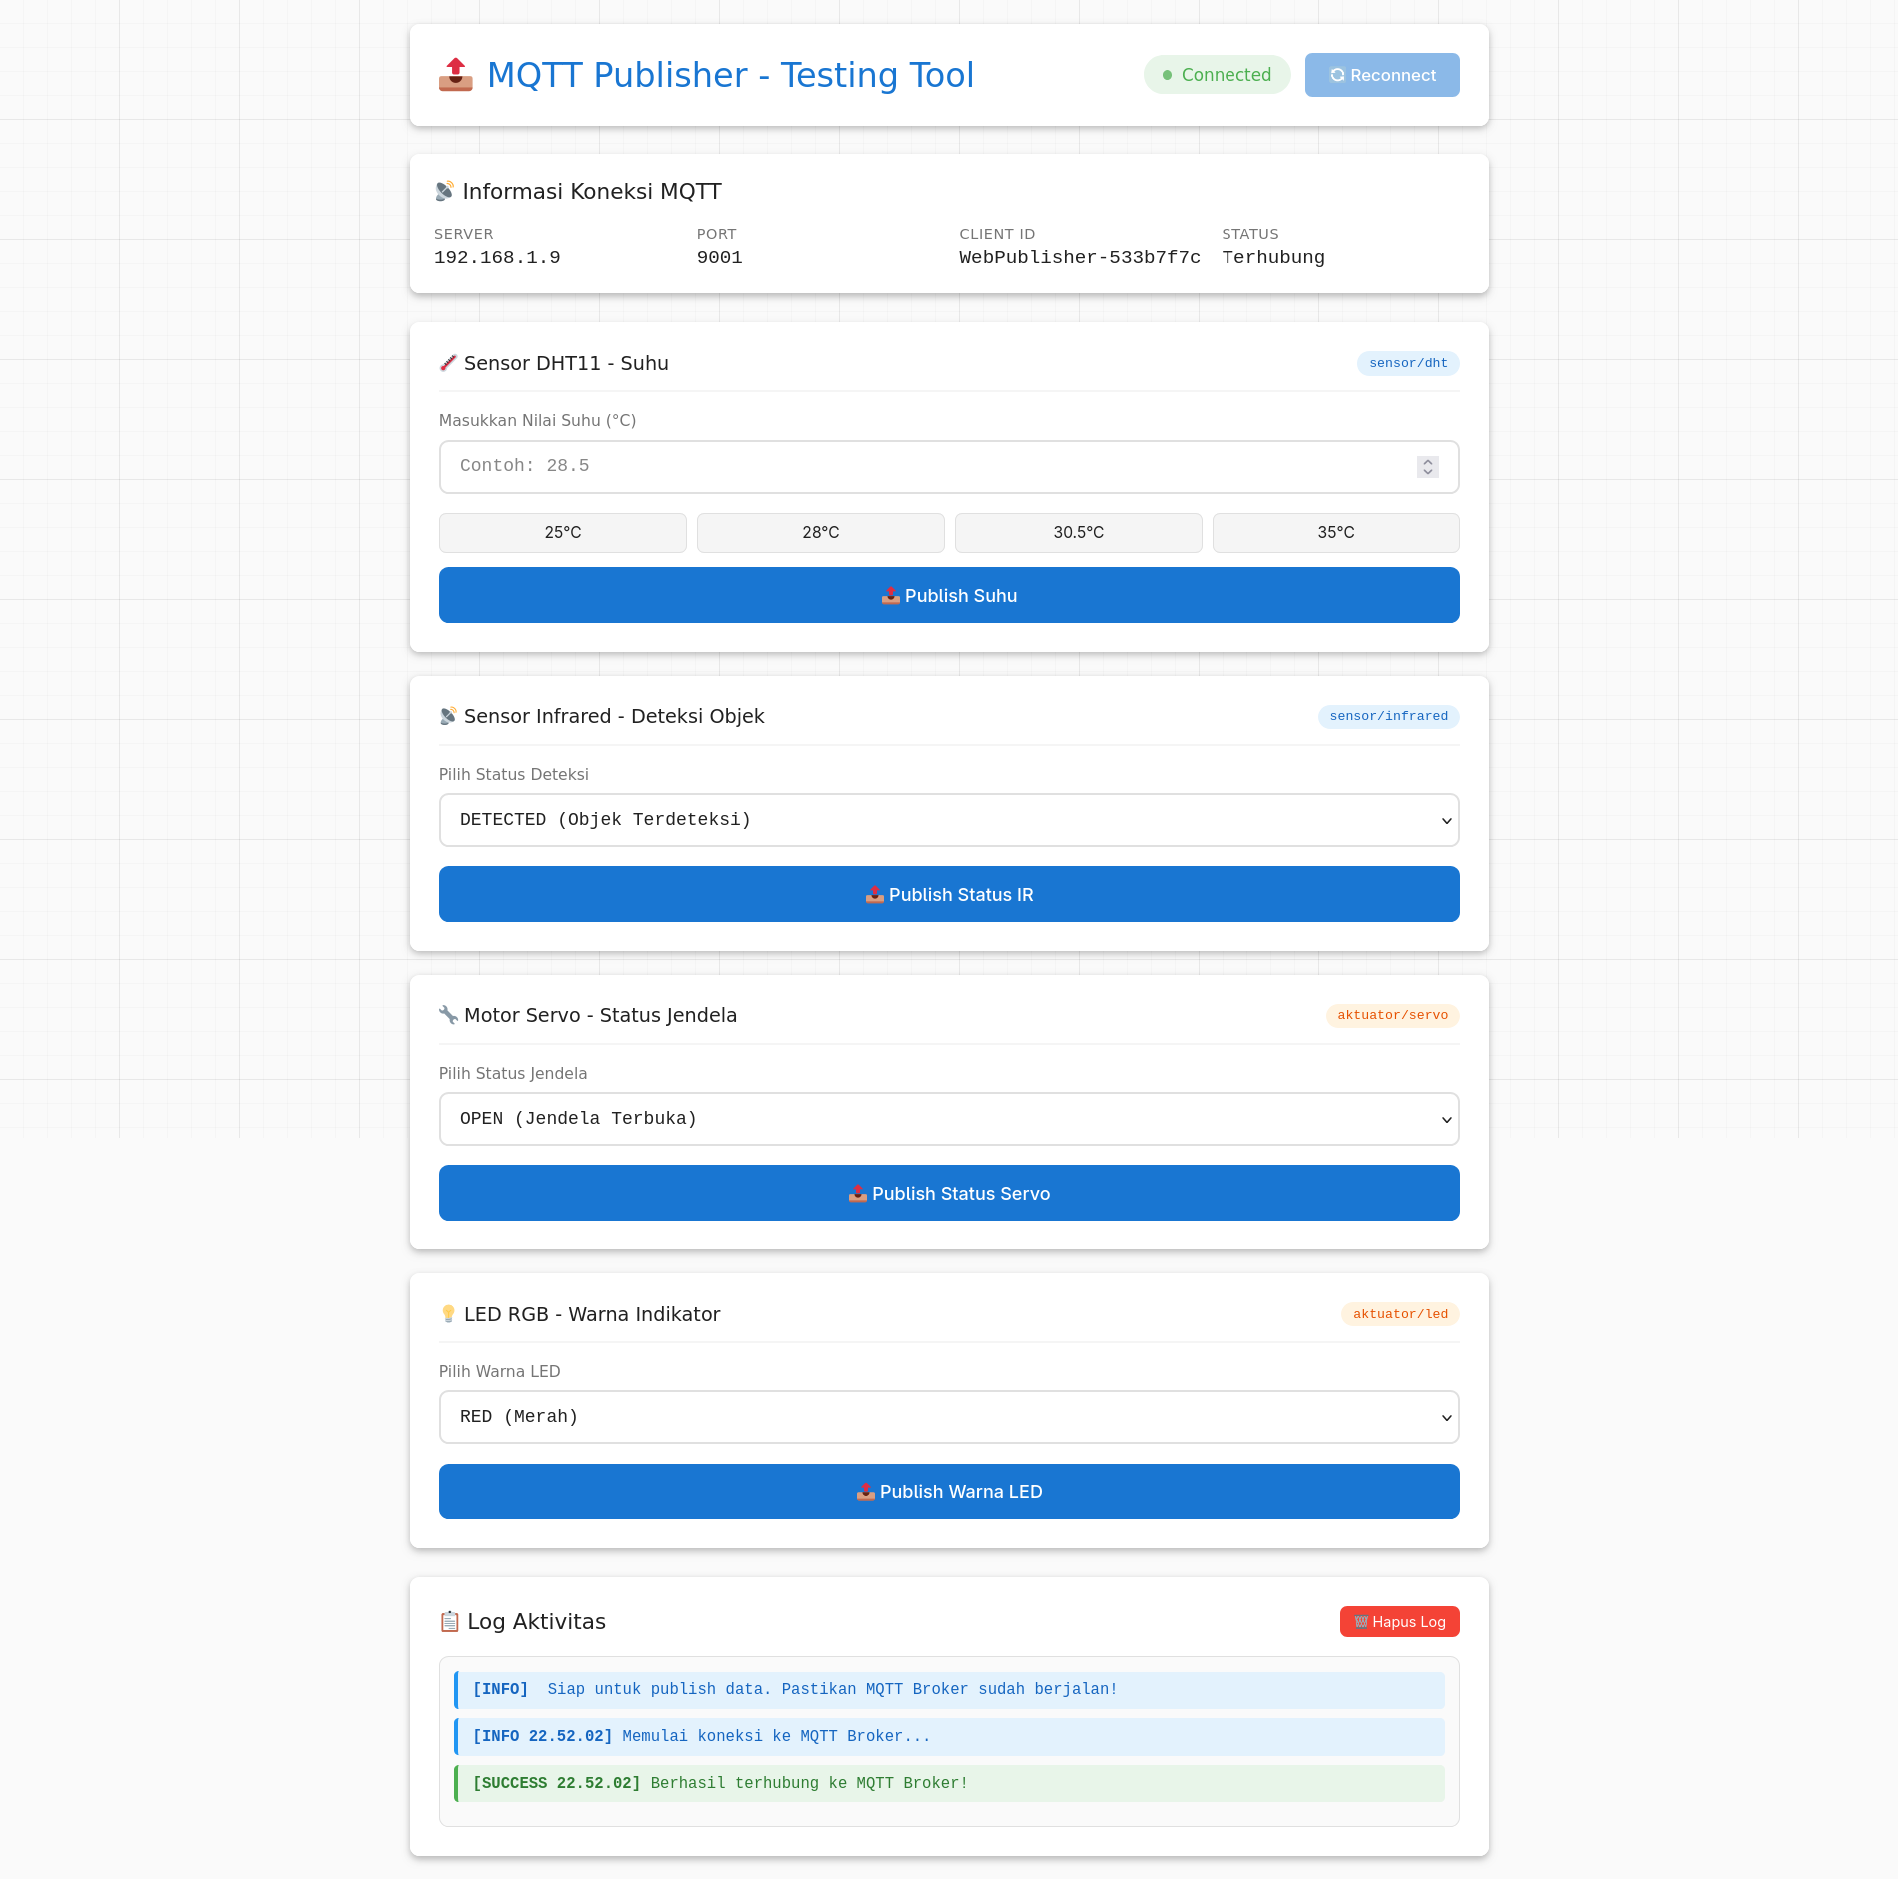 MQTT Publisher - Testing Tool
Connected
Reconnect
Informasi Koneksi MQTT
SERVER
192.168.1.9
PORT
9001
CLIENT ID
WebPublisher-533b7f7c
STATUS
Terhubung
Sensor DHT11 - Suhu
sensor/dht
Masukkan Nilai Suhu (°C)
Contoh: 28.5
25°C
28°C
30.5°C
35°C
Publish Suhu
Sensor Infrared - Deteksi Objek
sensor/infrared
Pilih Status Deteksi
DETECTED (Objek Terdeteksi)
Publish Status IR
Motor Servo - Status Jendela
aktuator/servo
Pilih Status Jendela
OPEN (Jendela Terbuka)
Publish Status Servo
LED RGB - Warna Indikator
aktuator/led
Pilih Warna LED
RED (Merah)
Publish Warna LED
Log Aktivitas
Hapus Log
[INFO] Siap untuk publish data. Pastikan MQTT Broker sudah berjalan!
[INFO 22.52.02] Memulai koneksi ke MQTT Broker...
[SUCCESS 22.52.02] Berhasil terhubung ke MQTT Broker!